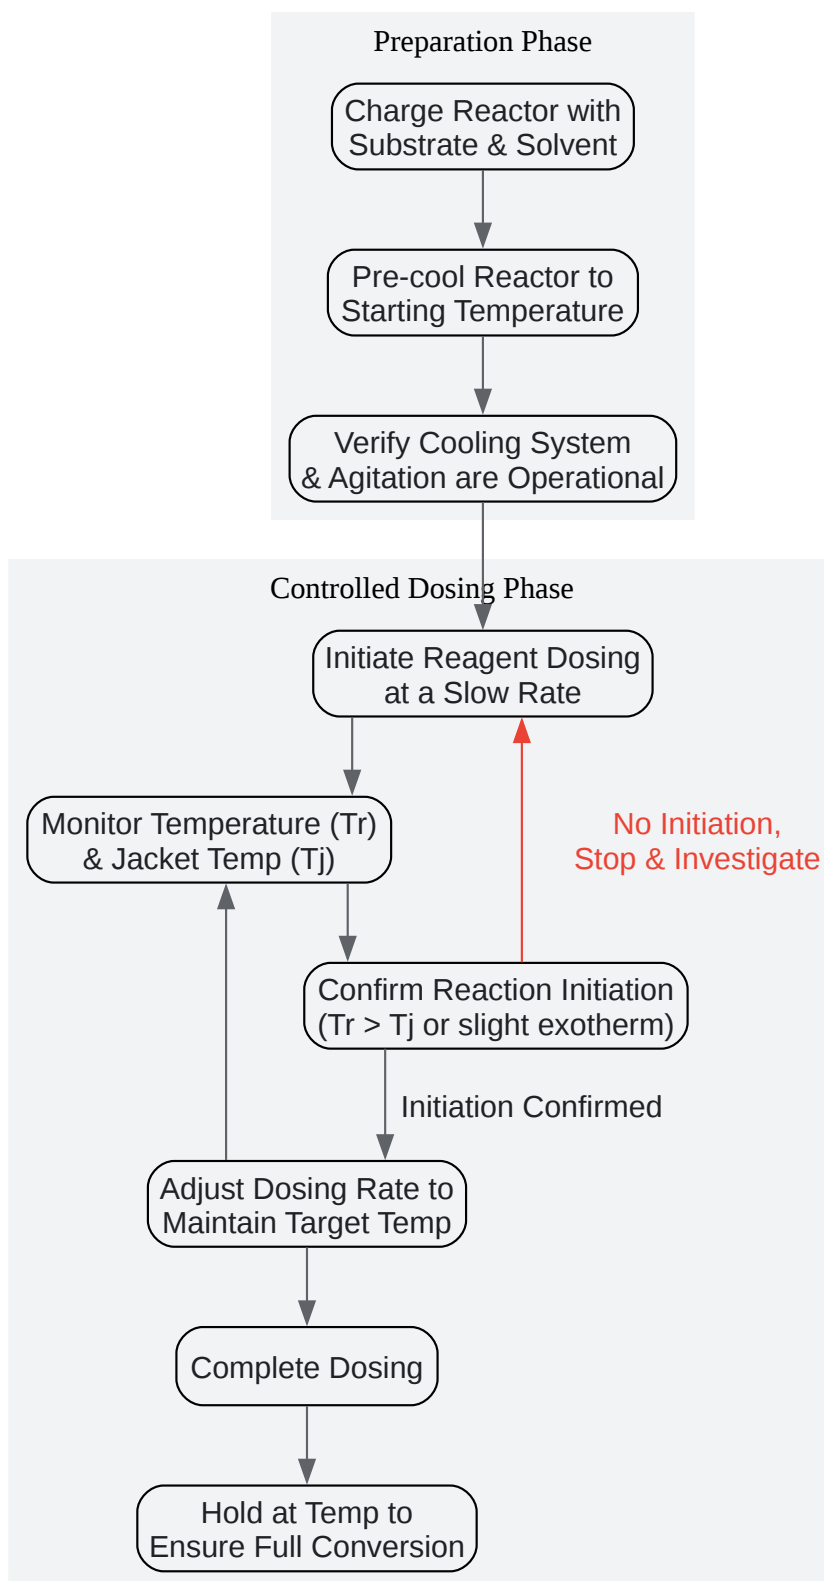 Preparation Phase
Charge Reactor with
Substrate & Solvent
Pre-cool Reactor to
Starting Temperature
Verify Cooling System
& Agitation are Operational
Controlled Dosing Phase
Initiate Reagent Dosing
at a Slow Rate
Monitor Temperature (Tr)
& Jacket Temp (Tj)
No Initiation,
Stop & Investigate
Confirm Reaction Initiation
(Tr > Tj or slight exotherm)
Initiation Confirmed
Adjust Dosing Rate to
Maintain Target Temp
Complete Dosing
Hold at Temp to
Ensure Full Conversion